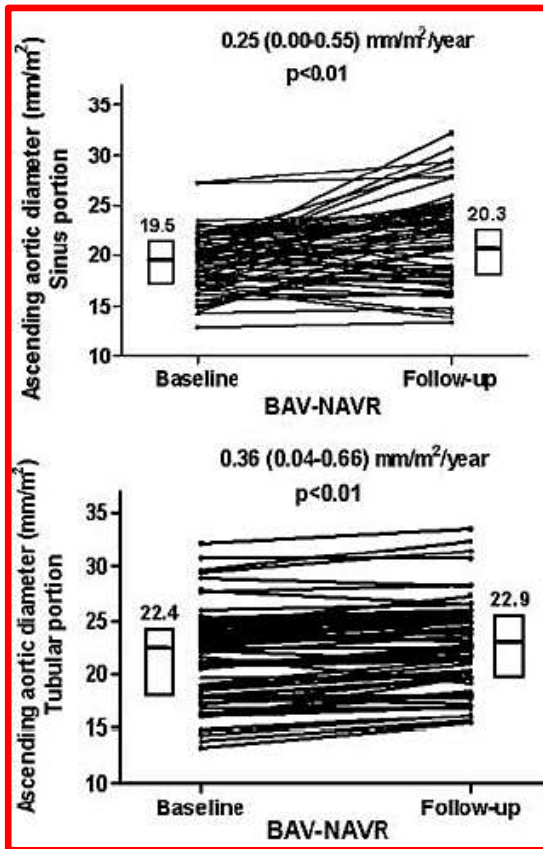 0.25 (0.00-0.55) mm/m²/year
p<0.01
Ascending aortic diameter (mm/m²)
Sinus portion
35
30
25
20
15
10
19.5
20.3
Baseline
Follow-up
BAV-NAVR
0.36 (0.04-0.66) mm/m²/year
p<0.01
Ascending aortic diameter (mm/m²)
Tubular portion
35
30
25
20
15
10
22.4
22.9
Baseline
Follow-up
BAV-NAVR